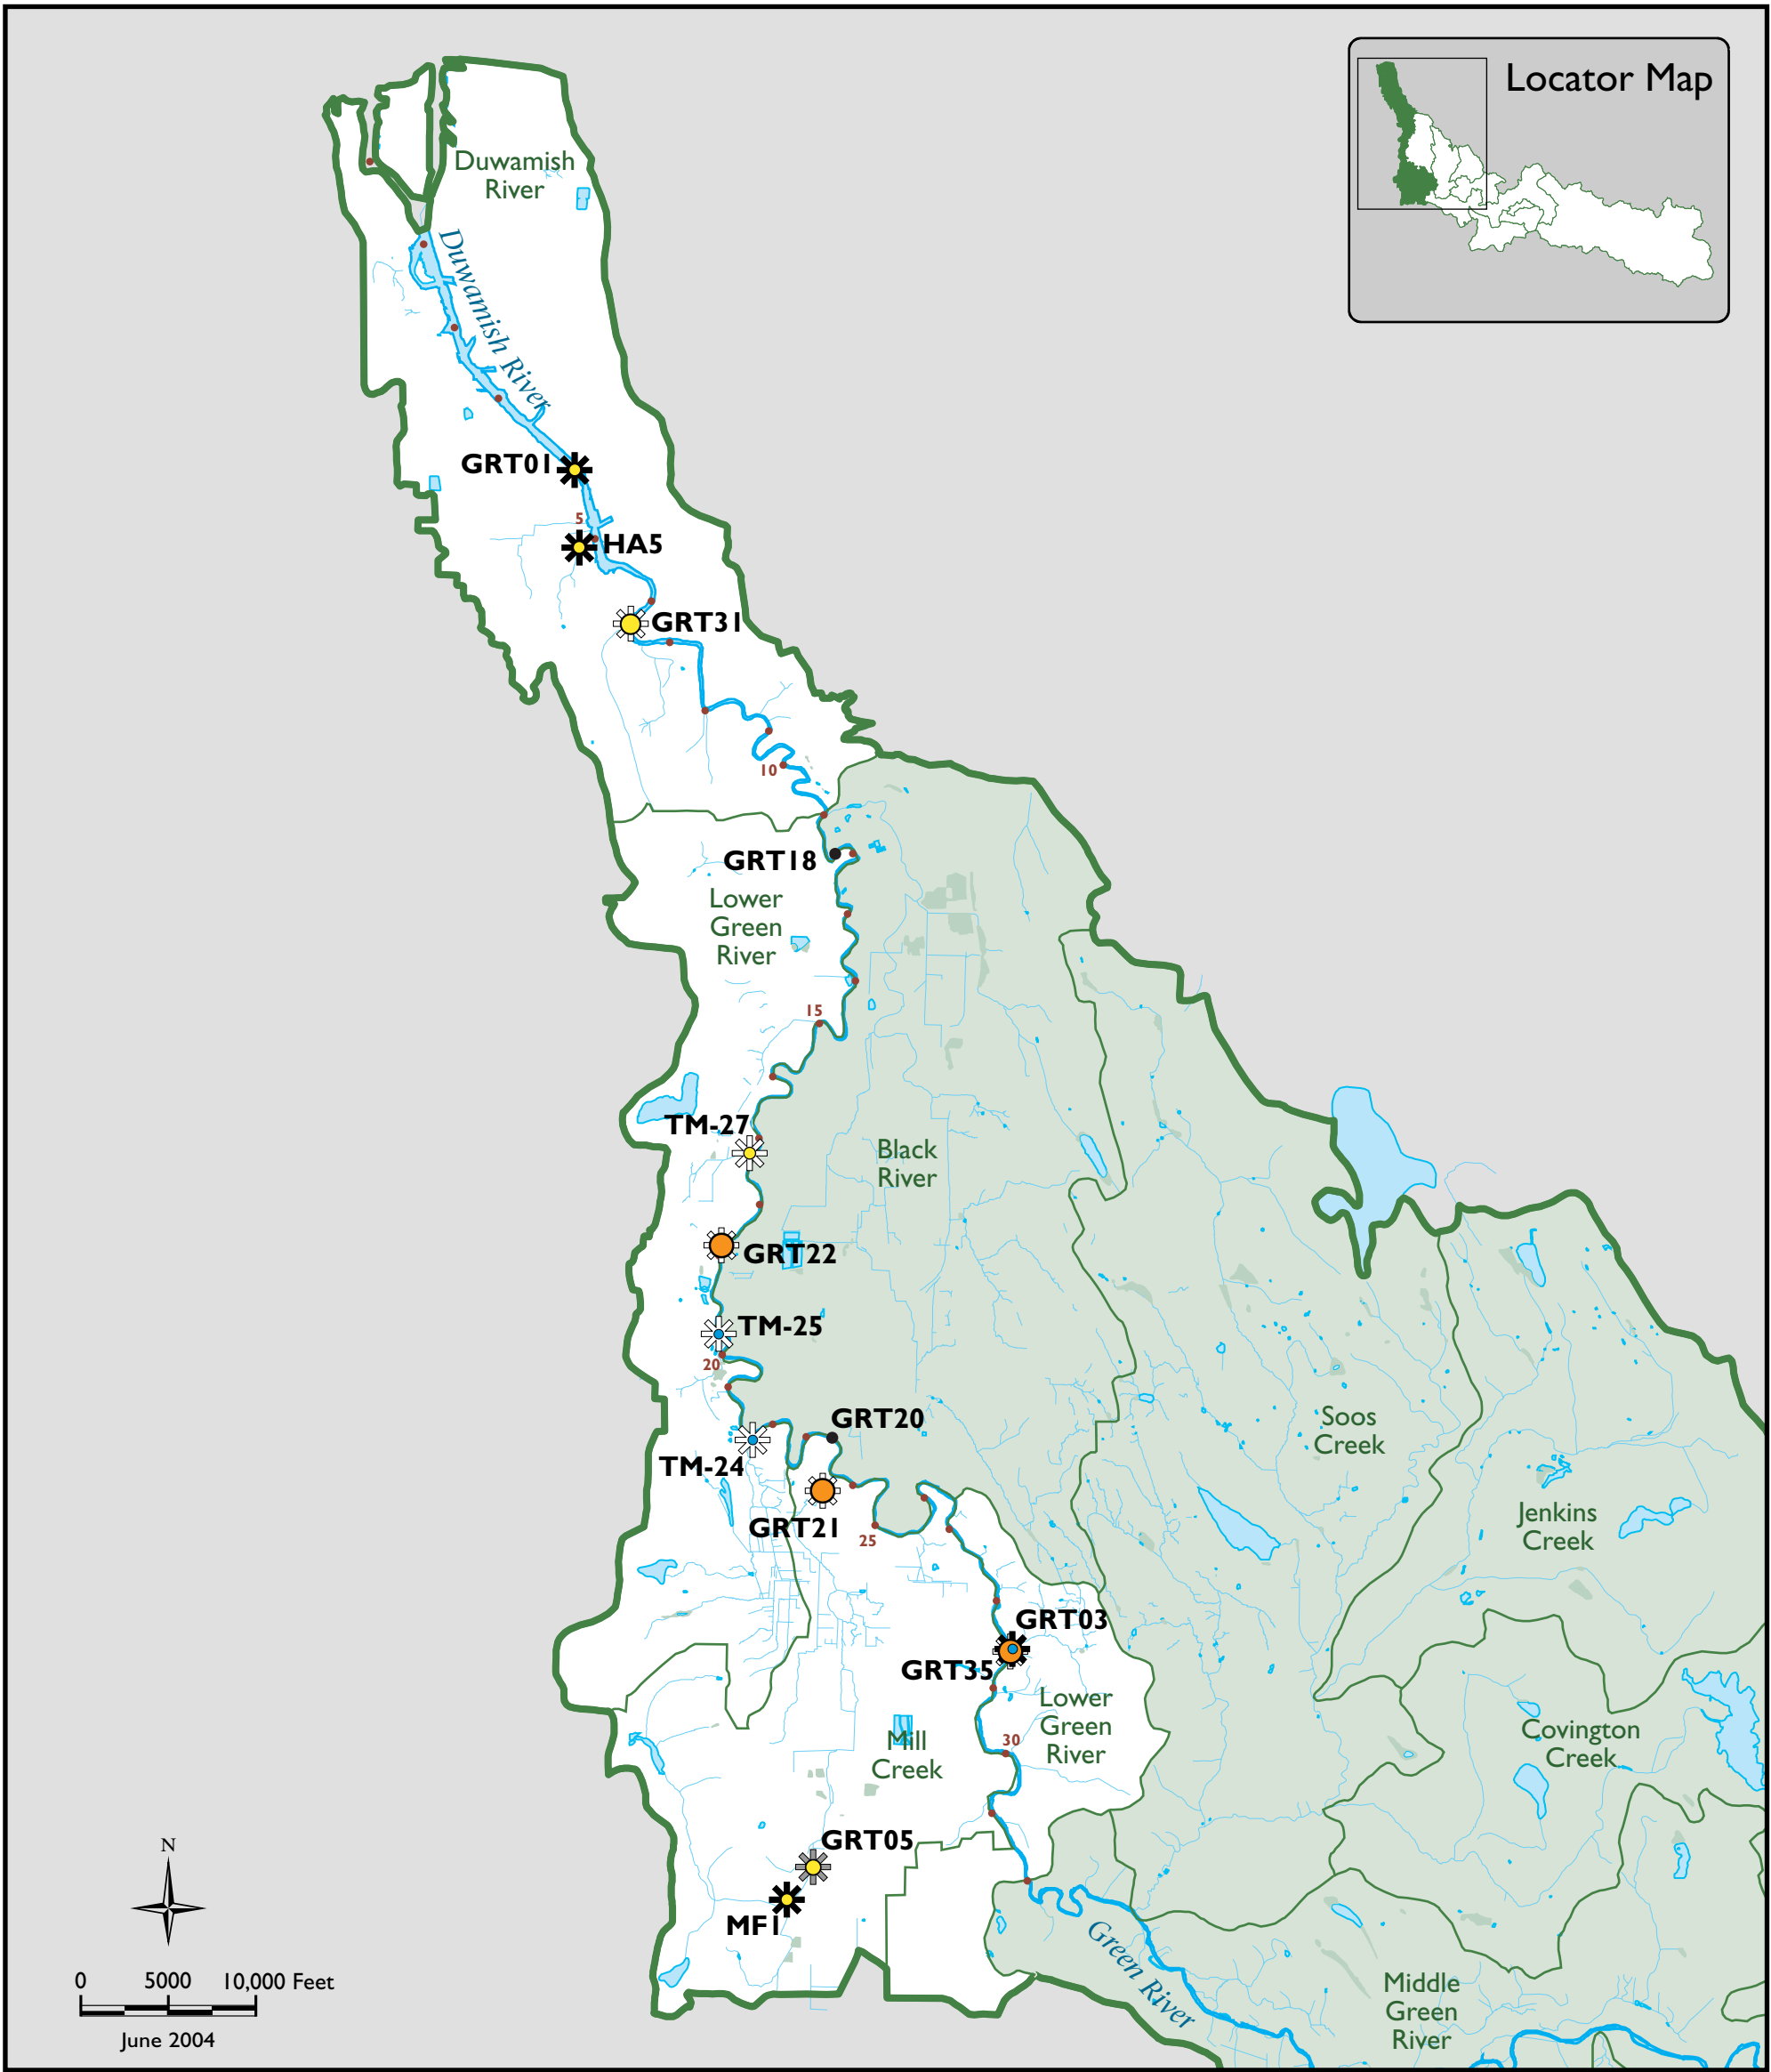 Locator Map
Duwamish
River
Duwamish River
GRT01
5
HA5
GRT31
10
GRT18
Lower
Green
River
15
TM-27
Black
River
GRT22
TM-25
20
GRT20
Soos
Creek
TM-24
Jenkins
Creek
GRT21
25
GRT03
GRT35
Lower
Green
River
30
Mill
Creek
Covington
Creek
GRT05
MF1
N
Green River
Middle
Green
River
0 5000 10,000 Feet
June 2004